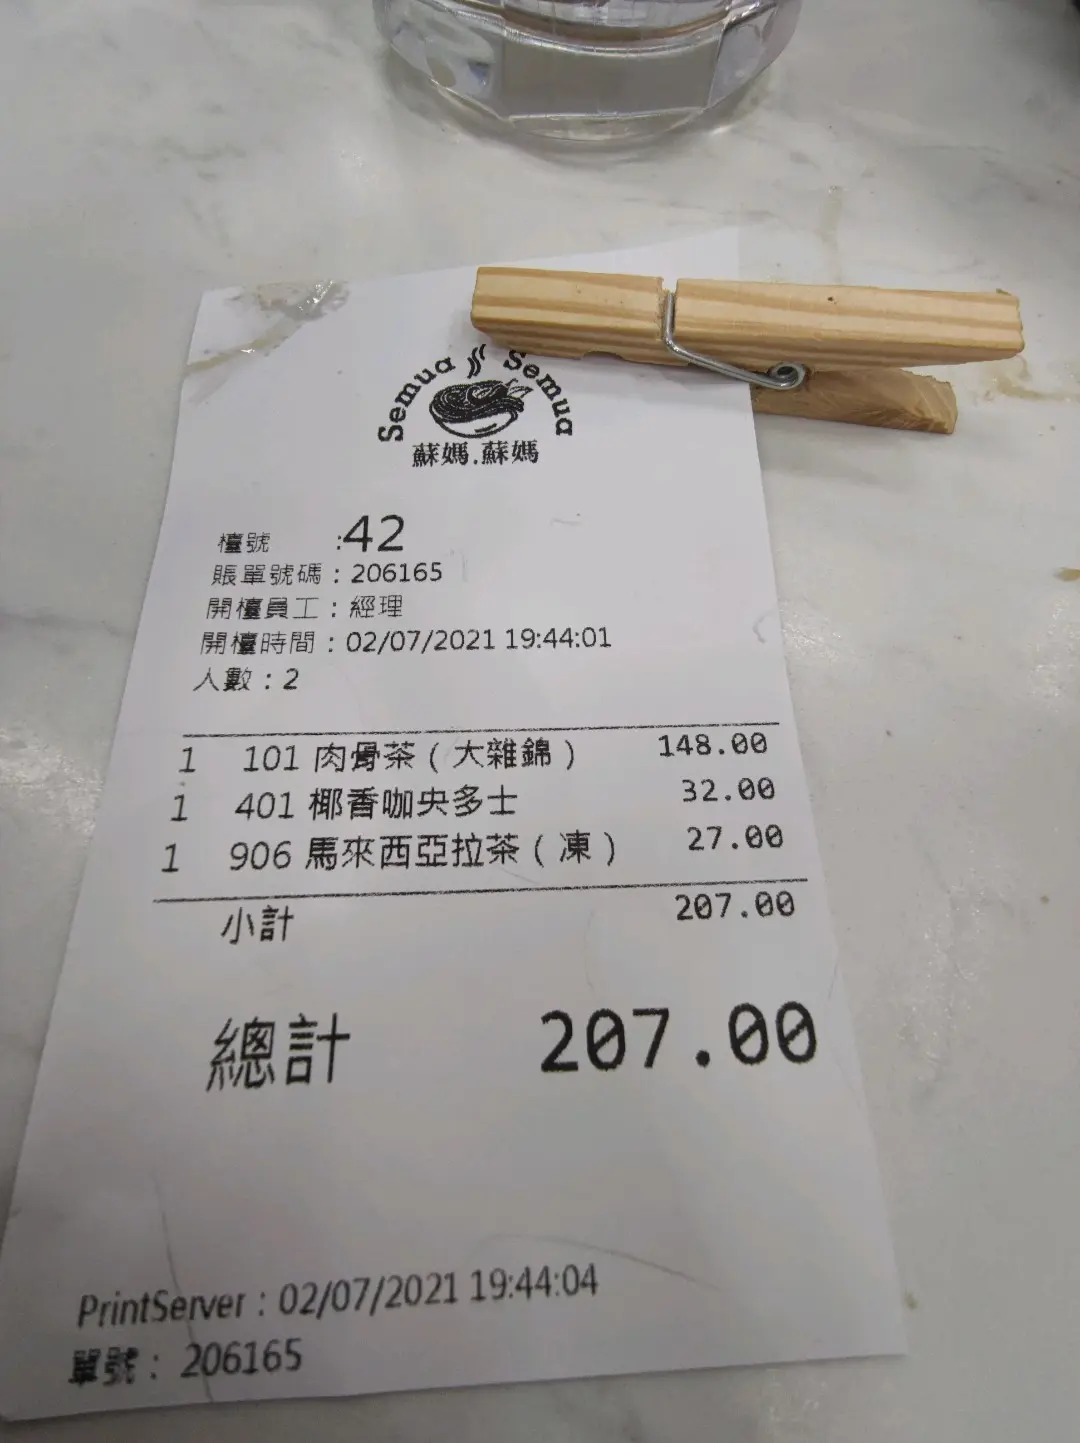 Semua Semua
蘇媽.蘇媽
檯號 :42
賬單號碼：206165
開檯員工：經理
開檯時間：02/07/2021 19:44:01
人數：2
1 101 肉骨茶（大雜錦） 148.00
1 401 椰香咖央多士 32.00
1 906 馬來西亞拉茶（凍） 27.00
小計 207.00
總計 207.00
PrintServer：02/07/2021 19:44:04
單號： 206165